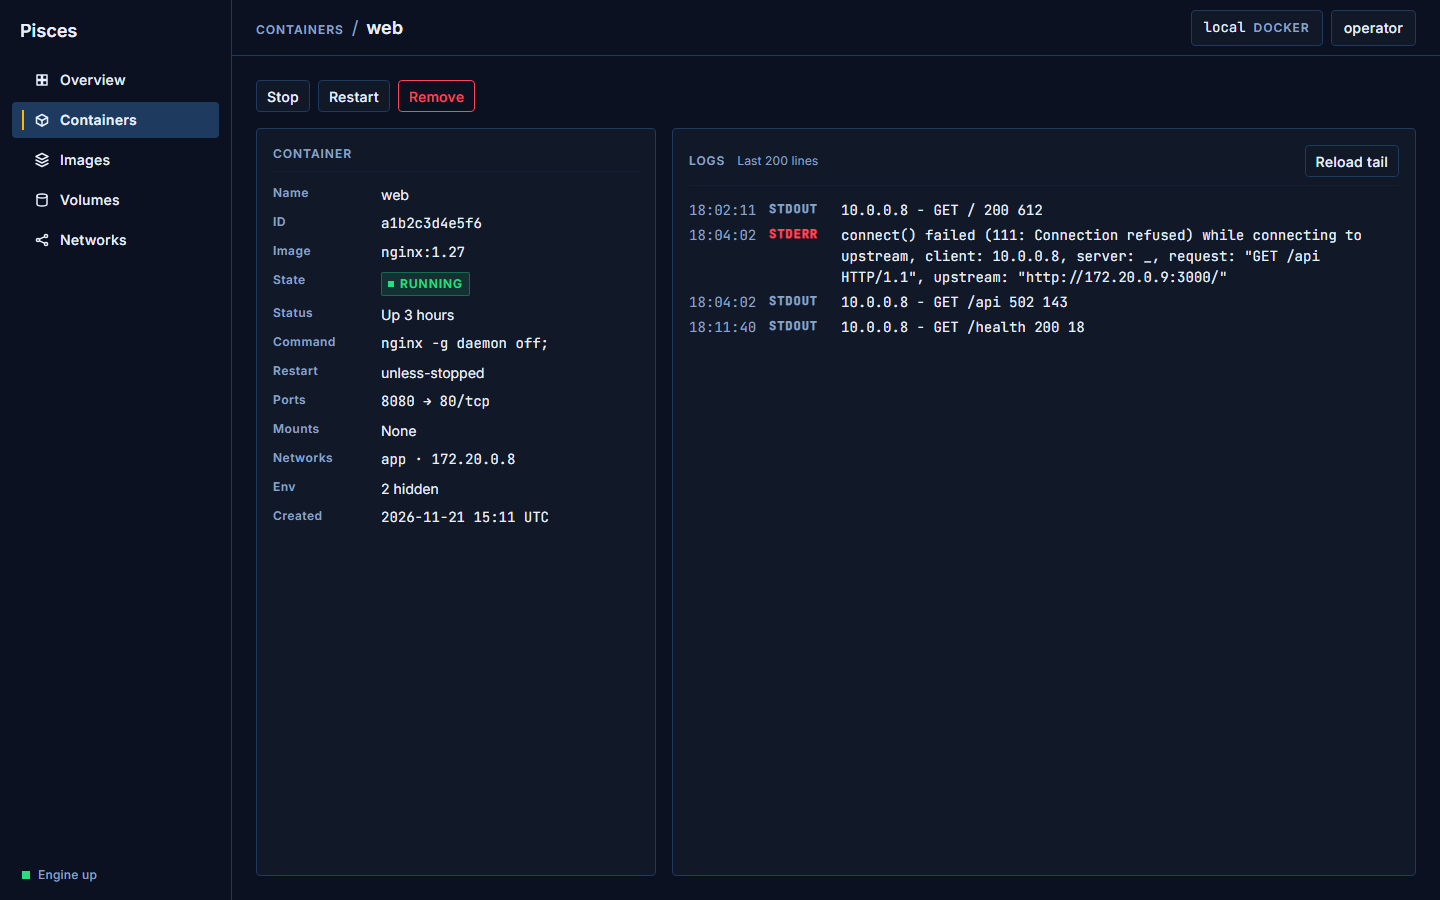 Pisces
Overview
Containers
Images
Volumes
Networks
Engine up
CONTAINERS / web
local DOCKER
operator
Stop
Restart
Remove
CONTAINER
Name web
ID a1b2c3d4e5f6
Image nginx:1.27
State RUNNING
Status Up 3 hours
Command nginx -g daemon off;
Restart unless-stopped
Ports 8080 → 80/tcp
Mounts None
Networks app · 172.20.0.8
Env 2 hidden
Created 2026-11-21 15:11 UTC
LOGS Last 200 lines
Reload tail
18:02:11 STDOUT 10.0.0.8 - GET / 200 612
18:04:02 STDERR connect() failed (111: Connection refused) while connecting to
upstream, client: 10.0.0.8, server: _, request: "GET /api
HTTP/1.1", upstream: "http://172.20.0.9:3000/"
18:04:02 STDOUT 10.0.0.8 - GET /api 502 143
18:11:40 STDOUT 10.0.0.8 - GET /health 200 18